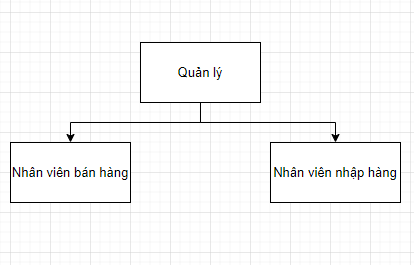 Quản lý
Nhân viên bán hàng
Nhân viên nhập hàng